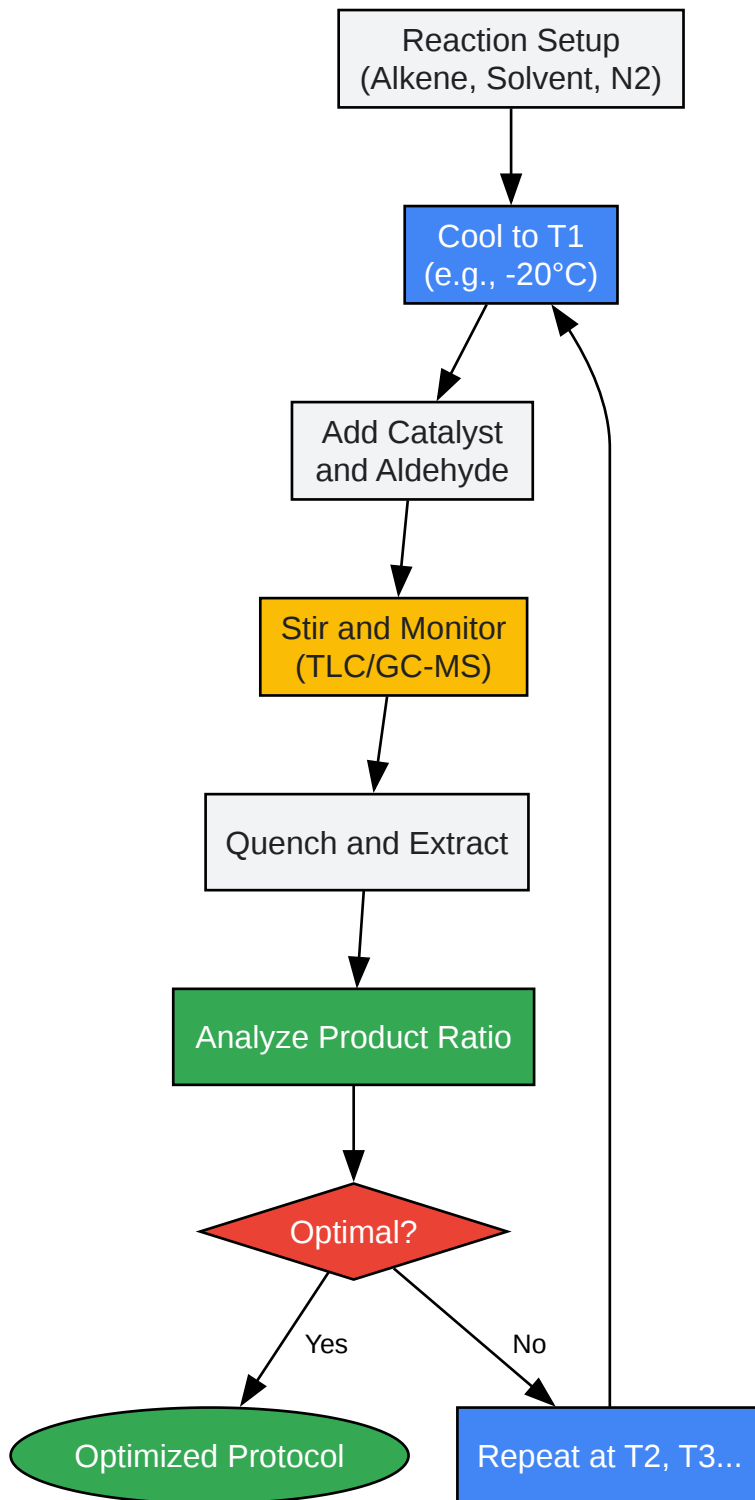 Reaction Setup
(Alkene, Solvent, N2)
Cool to T1
(e.g., -20°C)
Add Catalyst
and Aldehyde
Stir and Monitor
(TLC/GC-MS)
Quench and Extract
Analyze Product Ratio
Optimal?
Yes
No
Optimized Protocol
Repeat at T2, T3...